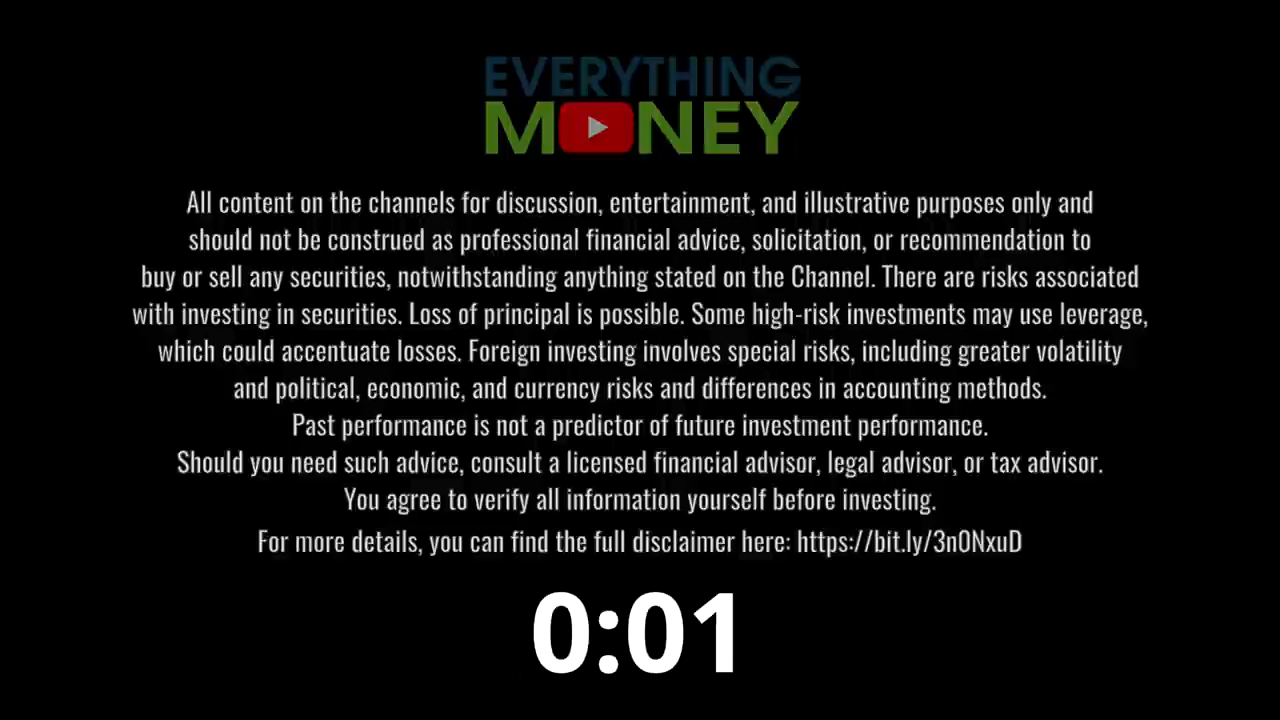 EVERYTHING
MONEY
All content on the channels for discussion, entertainment, and illustrative purposes only and
should not be construed as professional financial advice, solicitation, or recommendation to
buy or sell any securities, notwithstanding anything stated on the Channel. There are risks associated
with investing in securities. Loss of principal is possible. Some high-risk investments may use leverage,
which could accentuate losses. Foreign investing involves special risks, including greater volatility
and political, economic, and currency risks and differences in accounting methods.
Past performance is not a predictor of future investment performance.
Should you need such advice, consult a licensed financial advisor, legal advisor, or tax advisor.
You agree to verify all information yourself before investing.
For more details, you can find the full disclaimer here: https://bit.ly/3n0NxuD
0:01